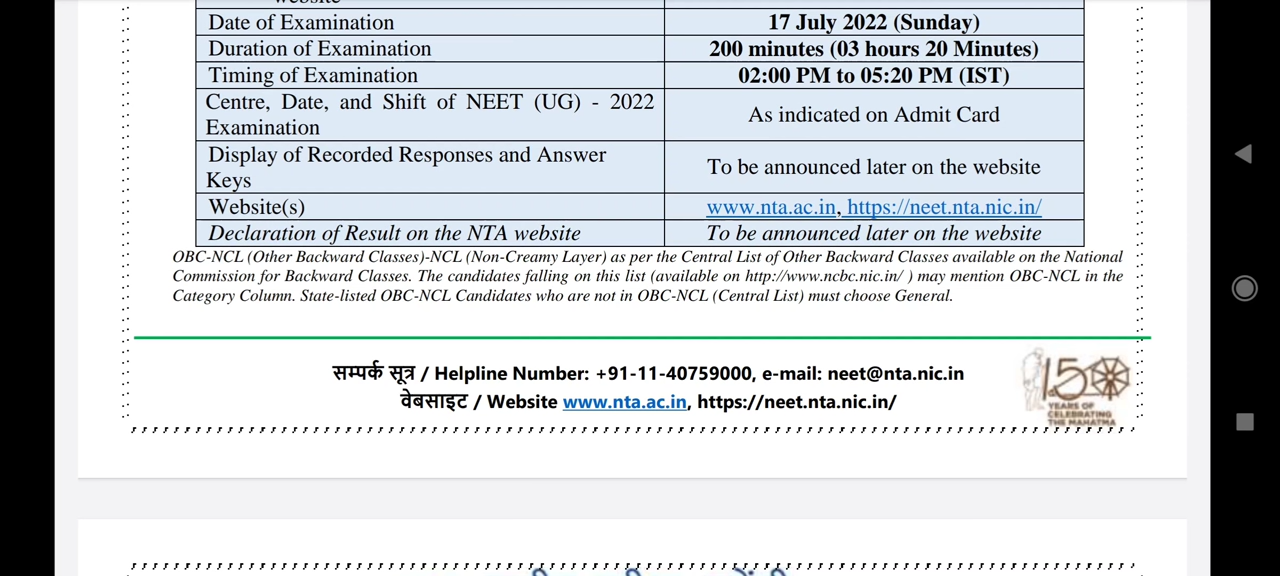 website
Date of Examination 17 July 2022 (Sunday)
Duration of Examination 200 minutes (03 hours 20 Minutes)
Timing of Examination 02:00 PM to 05:20 PM (IST)
Centre, Date, and Shift of NEET (UG) - 2022
Examination
As indicated on Admit Card
Display of Recorded Responses and Answer
Keys
To be announced later on the website
Website(s) www.nta.ac.in, https://neet.nta.nic.in/
Declaration of Result on the NTA website To be announced later on the website
OBC-NCL (Other Backward Classes)-NCL (Non-Creamy Layer) as per the Central List of Other Backward Classes available on the National
Commission for Backward Classes. The candidates falling on this list (available on http://www.ncbc.nic.in/ ) may mention OBC-NCL in the
Category Column. State-listed OBC-NCL Candidates who are not in OBC-NCL (Central List) must choose General.
सम्पर्क सूत्र / Helpline Number: +91-11-40759000, e-mail: neet@nta.nic.in
वेबसाइट / Website www.nta.ac.in, https://neet.nta.nic.in/
150
YEARS OF
CELEBRATING
THE MAHATMA